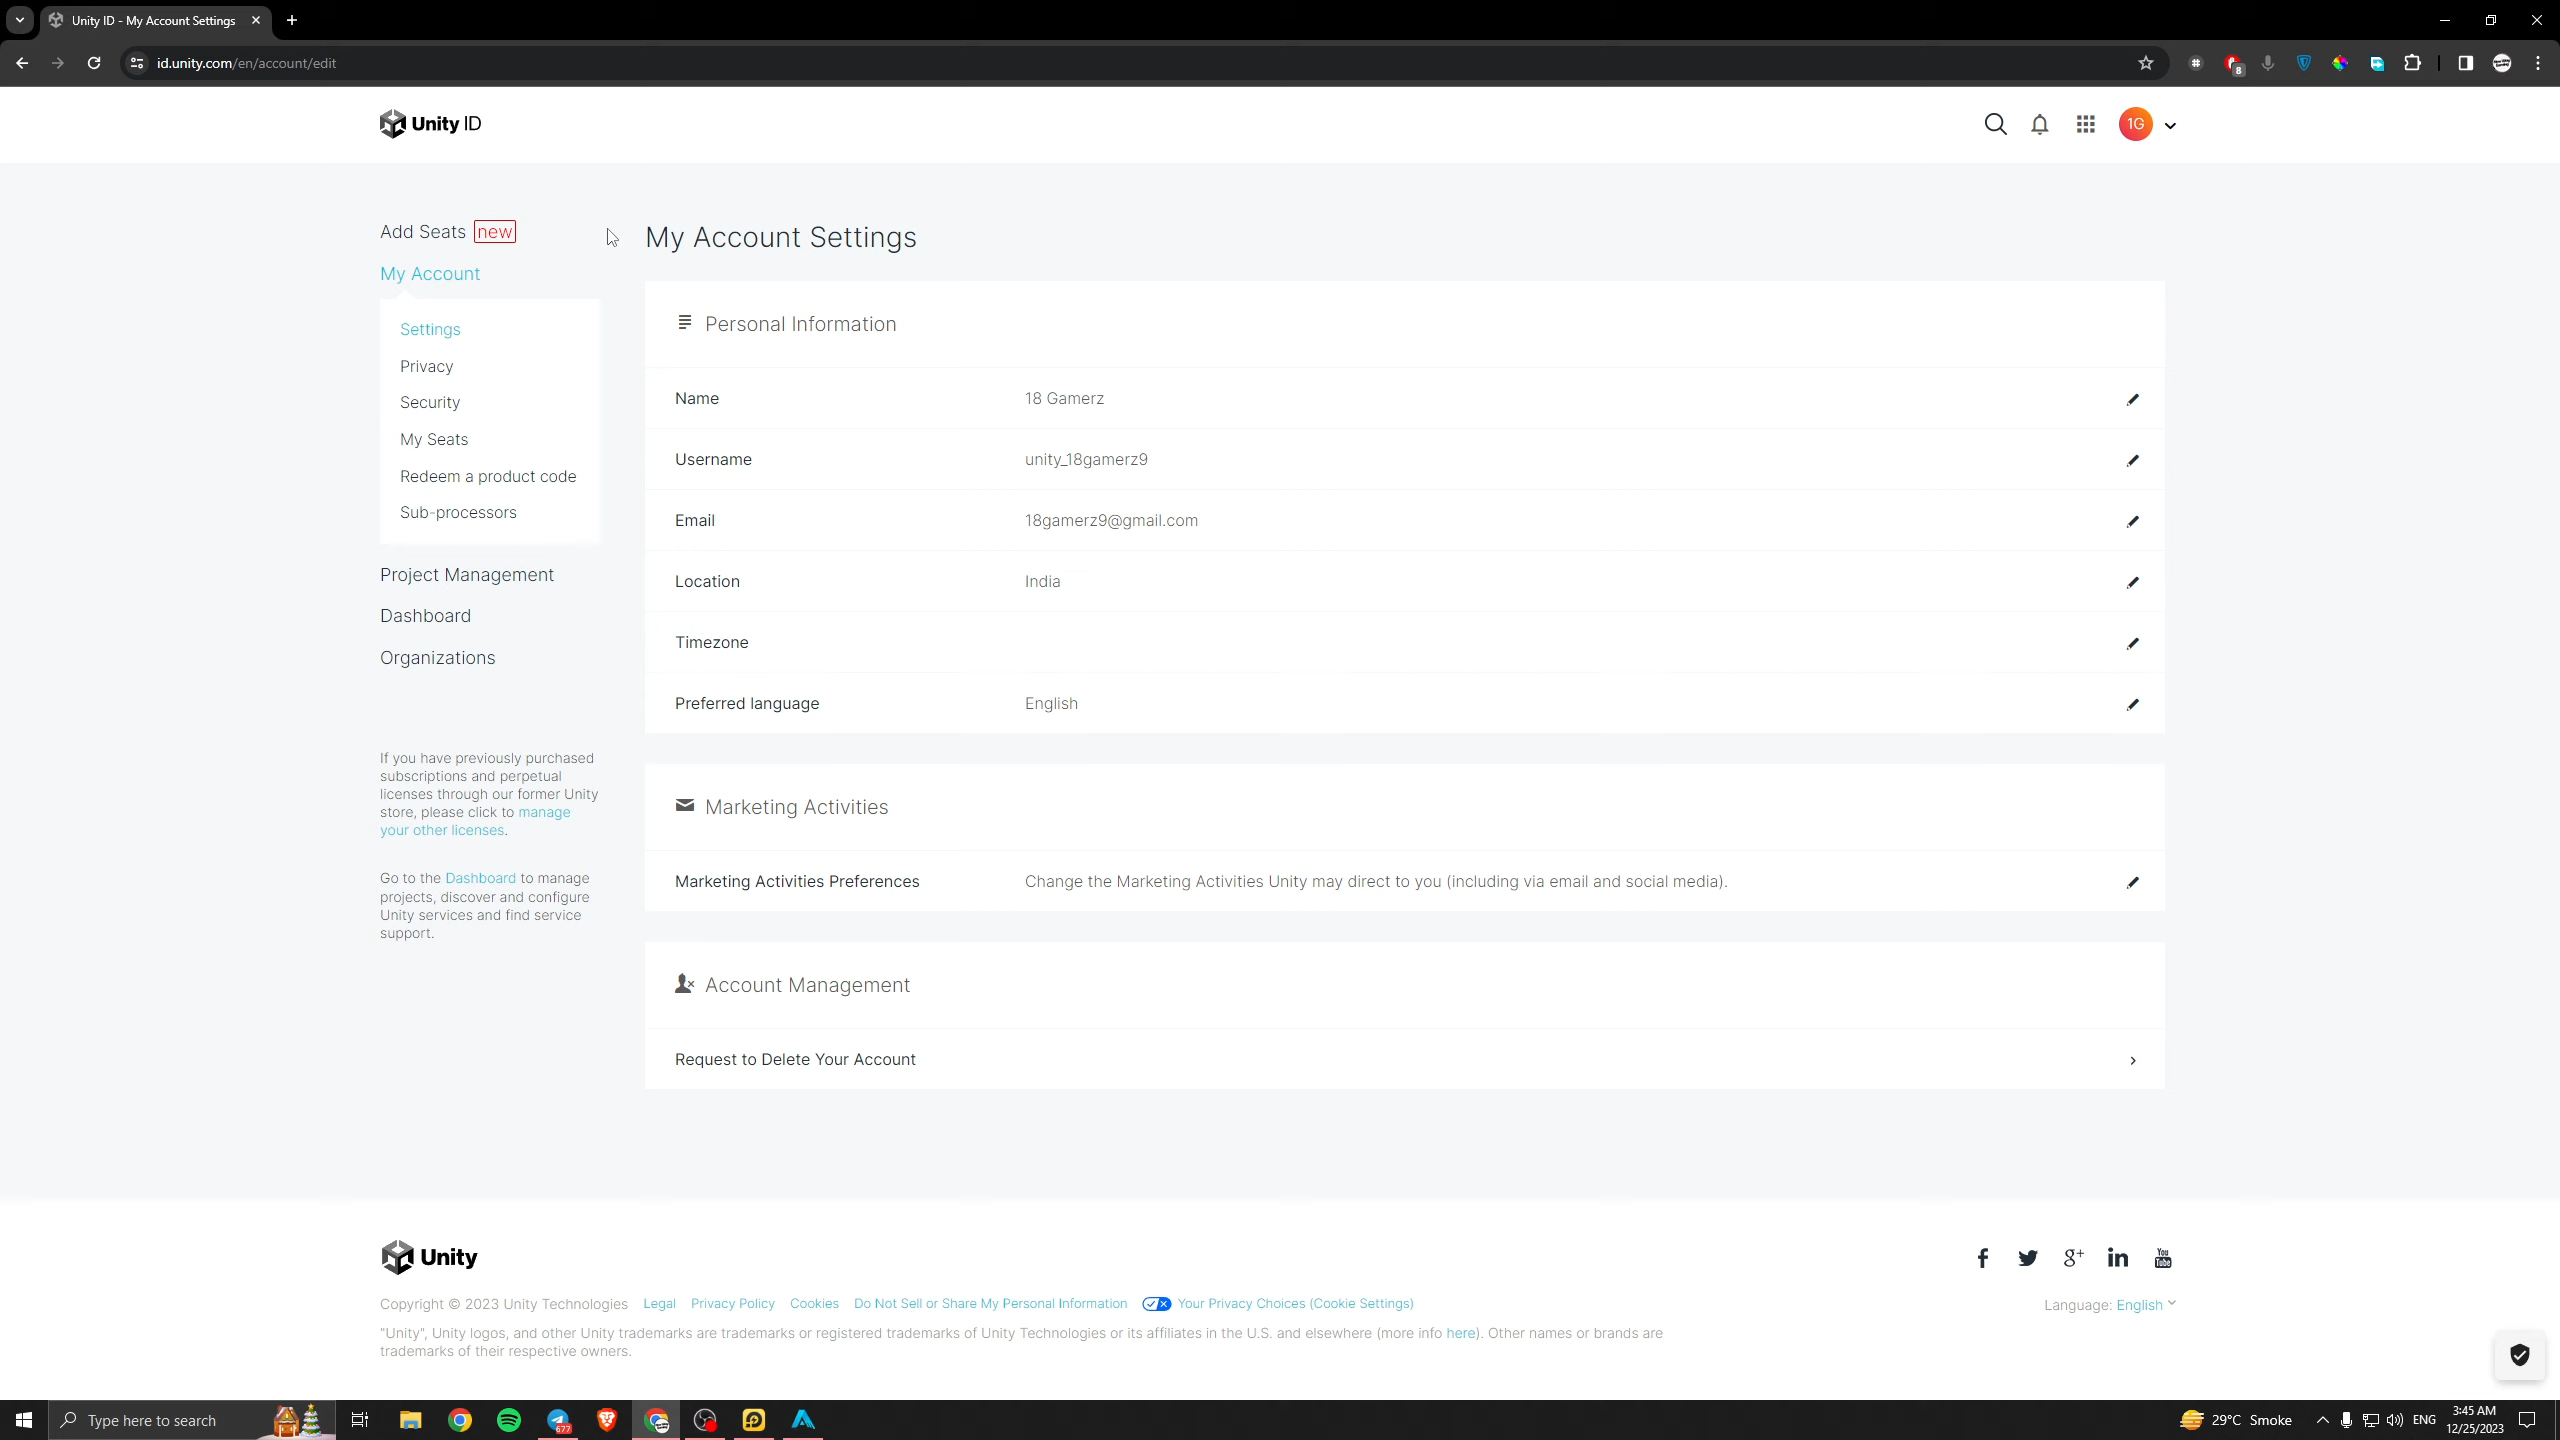 Unity ID - My Account Settings
id.unity.com/en/account/edit
8
Unity ID
1G
Add Seats new
My Account
Settings
Privacy
Security
My Seats
Redeem a product code
Sub-processors
Project Management
Dashboard
Organizations
If you have previously purchased
subscriptions and perpetual
licenses through our former Unity
store, please click to manage
your other licenses.
Go to the Dashboard to manage
projects, discover and configure
Unity services and find service
support.
My Account Settings
Personal Information
Name 18 Gamerz
Username unity_18gamerz9
Email 18gamerz9@gmail.com
Location India
Timezone
Preferred language English
Marketing Activities
Marketing Activities Preferences Change the Marketing Activities Unity may direct to you (including via email and social media).
Account Management
Request to Delete Your Account
Unity
Copyright © 2023 Unity Technologies Legal Privacy Policy Cookies Do Not Sell or Share My Personal Information Your Privacy Choices (Cookie Settings)
Language: English
"Unity", Unity logos, and other Unity trademarks are trademarks or registered trademarks of Unity Technologies or its affiliates in the U.S. and elsewhere (more info here). Other names or brands are
trademarks of their respective owners.
Type here to search
677
29°C Smoke
ENG
3:45 AM
12/25/2023